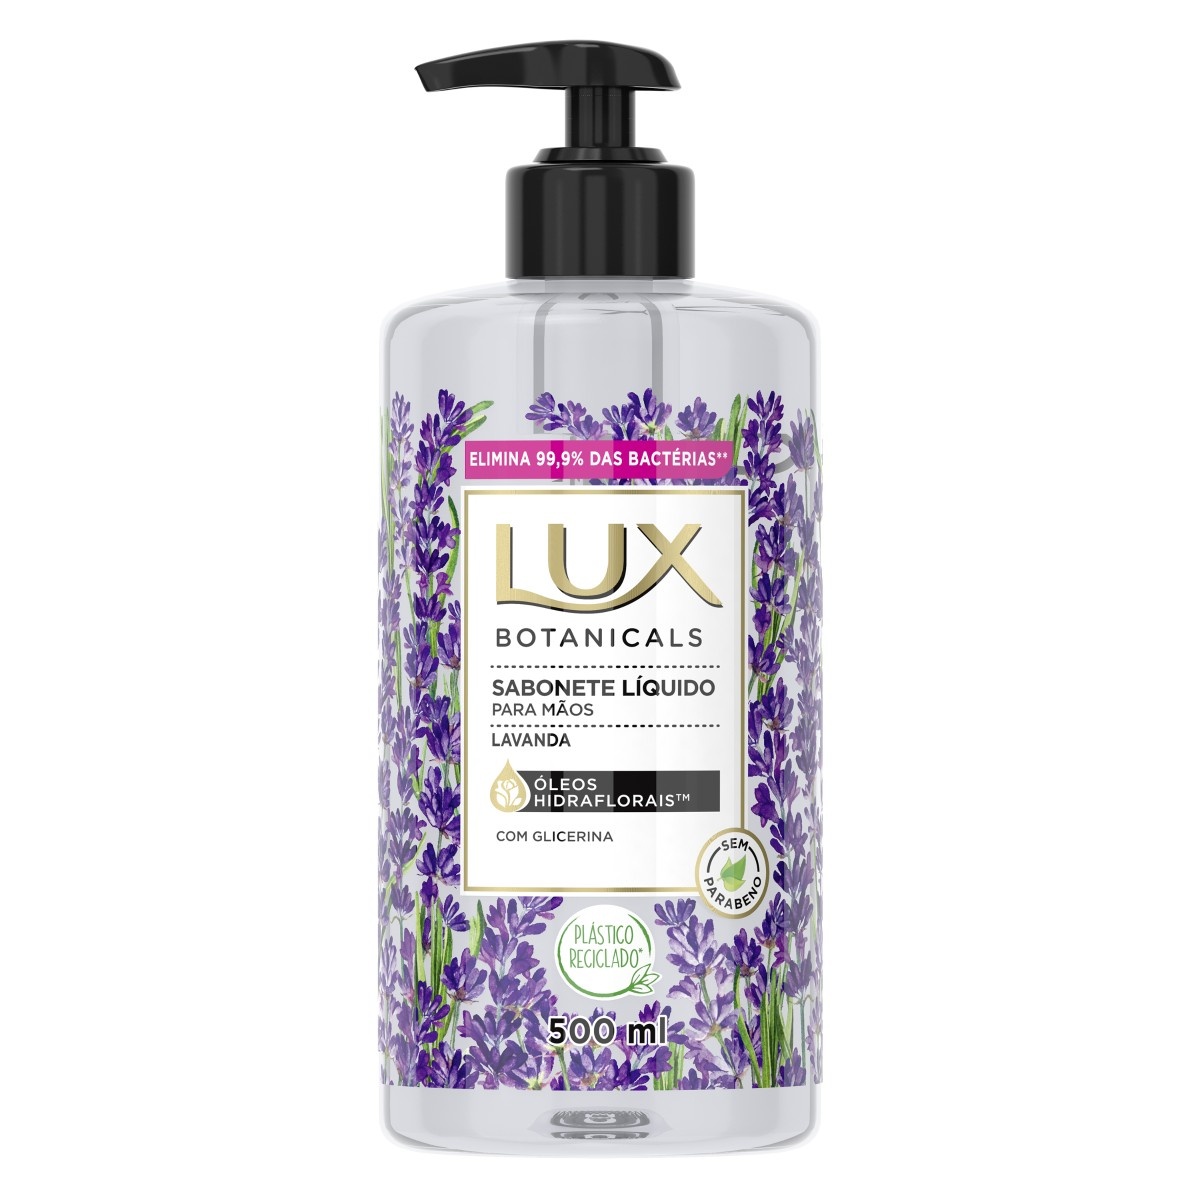 ELIMINA 99,9% DAS BACTÉRIAS**
LUX
BOTANICALS
SABONETE LÍQUIDO
PARA MÃOS
LAVANDA
ÓLEOS
HIDRAFLORAIS™
COM GLICERINA
SEM
PARABENO
PLÁSTICO
RECICLADO*
500 ml